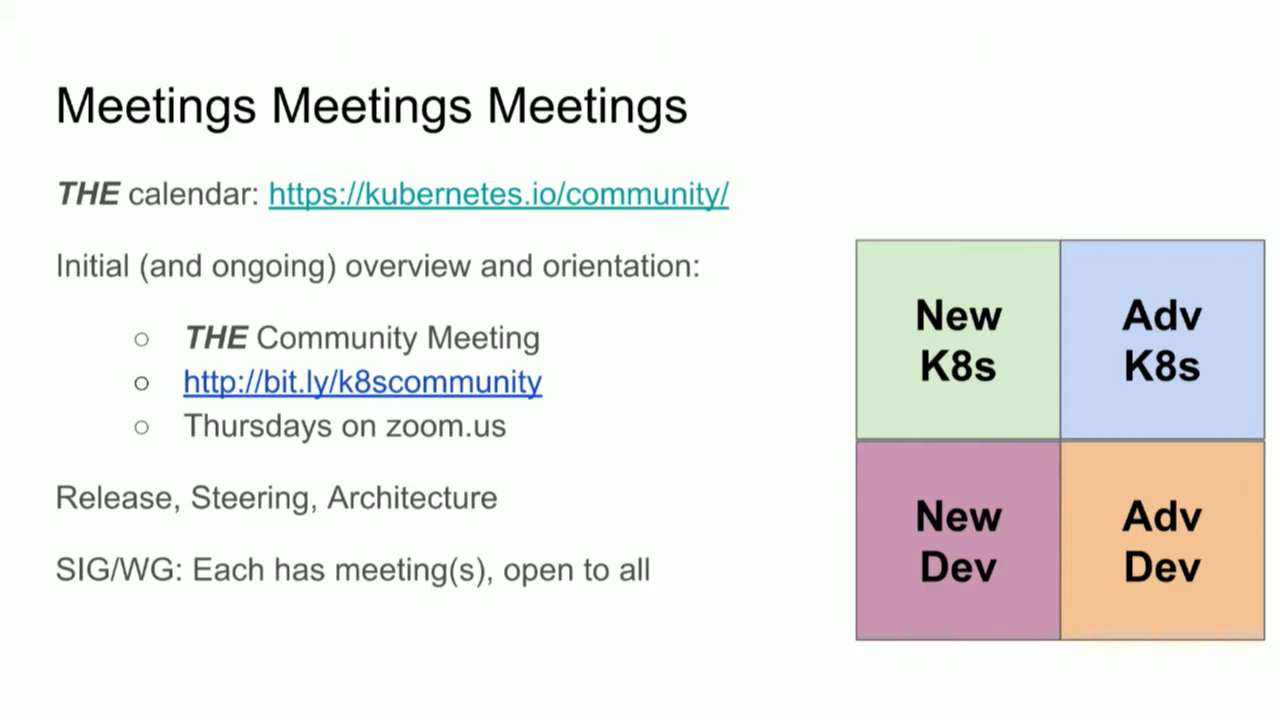 Meetings Meetings Meetings
THE calendar: https://kubernetes.io/community/
Initial (and ongoing) overview and orientation:
○ THE Community Meeting
○ http://bit.ly/k8scommunity
○ Thursdays on zoom.us
Release, Steering, Architecture
SIG/WG: Each has meeting(s), open to all
New
K8s
Adv
K8s
New
Dev
Adv
Dev